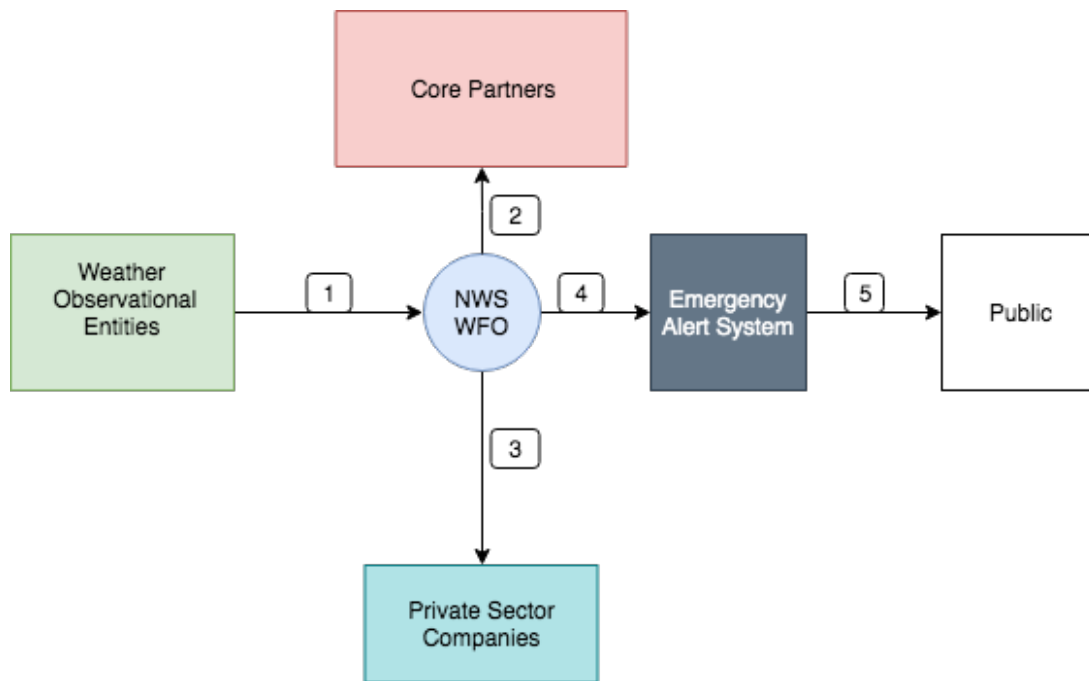 Core Partners
2
Weather
Observational
Entities
1
NWS
WFO
4
Emergency
Alert System
5
Public
3
Private Sector
Companies